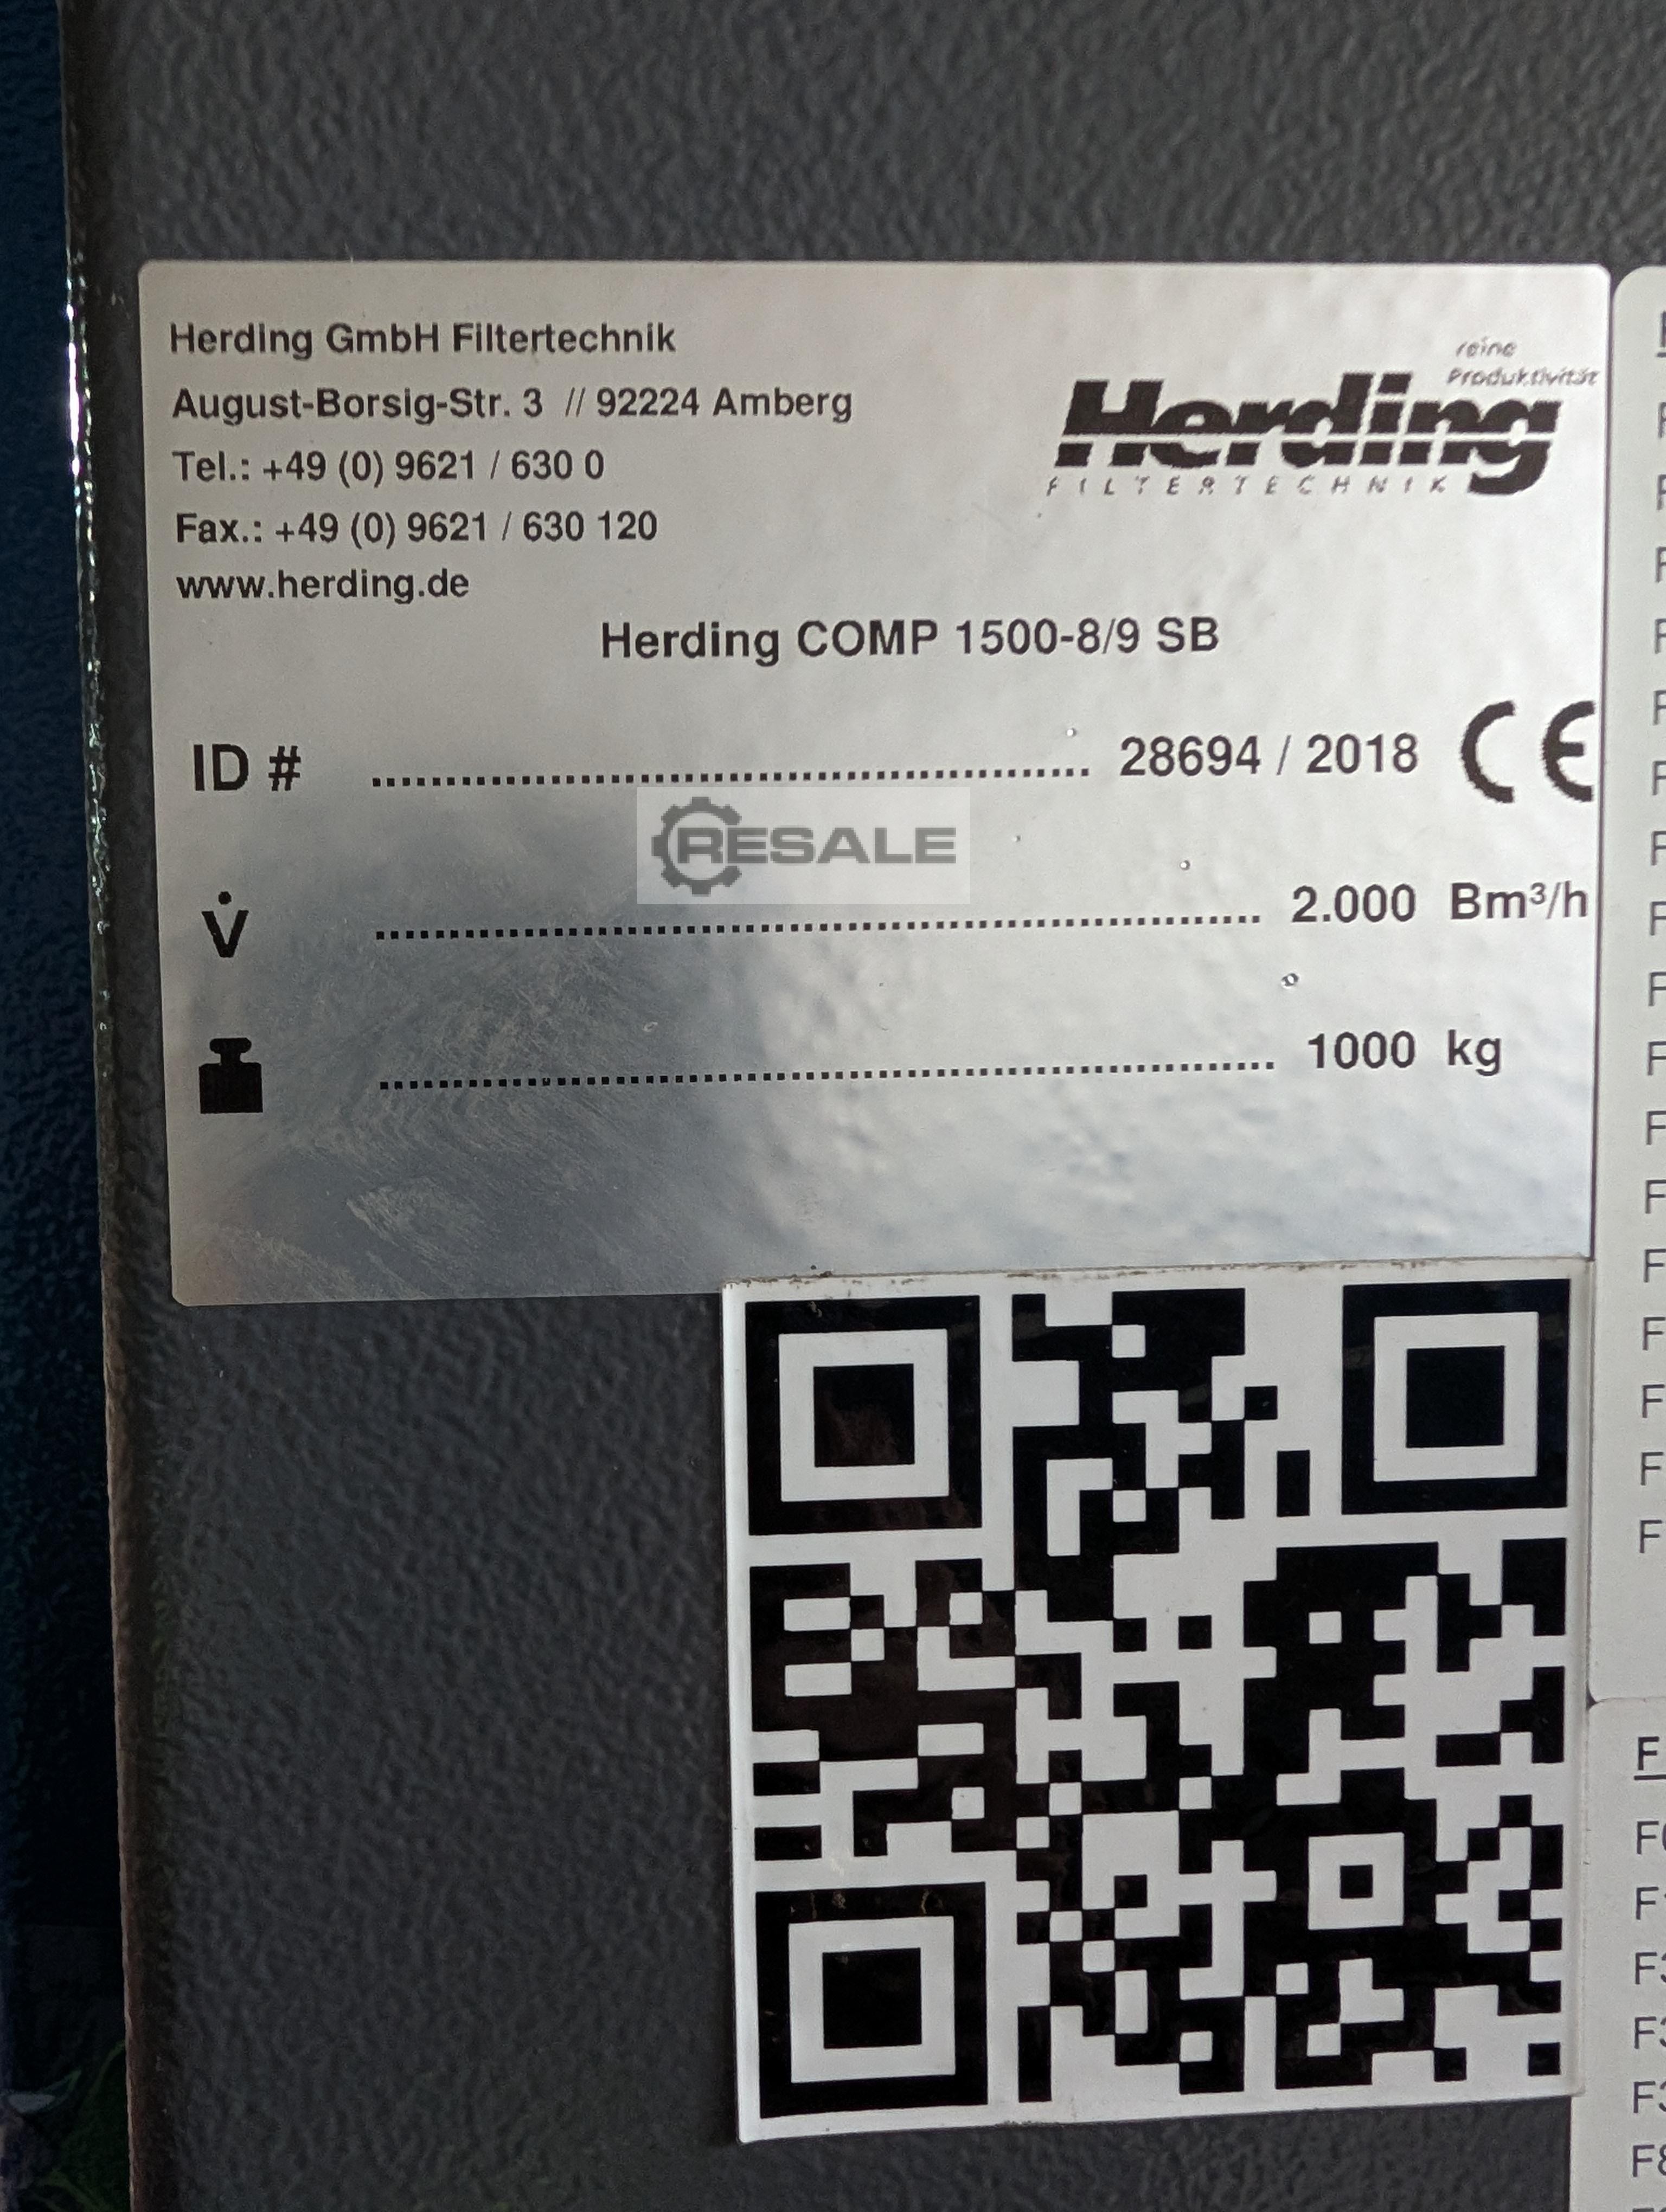 Herding GmbH Filtertechnik
August-Borsig-Str. 3 // 92224 Amberg
Tel.: +49 (0) 9621 / 630 0
Fax.: +49 (0) 9621 / 630 120
www.herding.de
reine
Produktivität
Herding
FILTERTECHNIK
Herding COMP 1500-8/9 SB
ID # 28694 / 2018 CE
RESALE
V̇ 2.000 Bm³/h
1000 kg